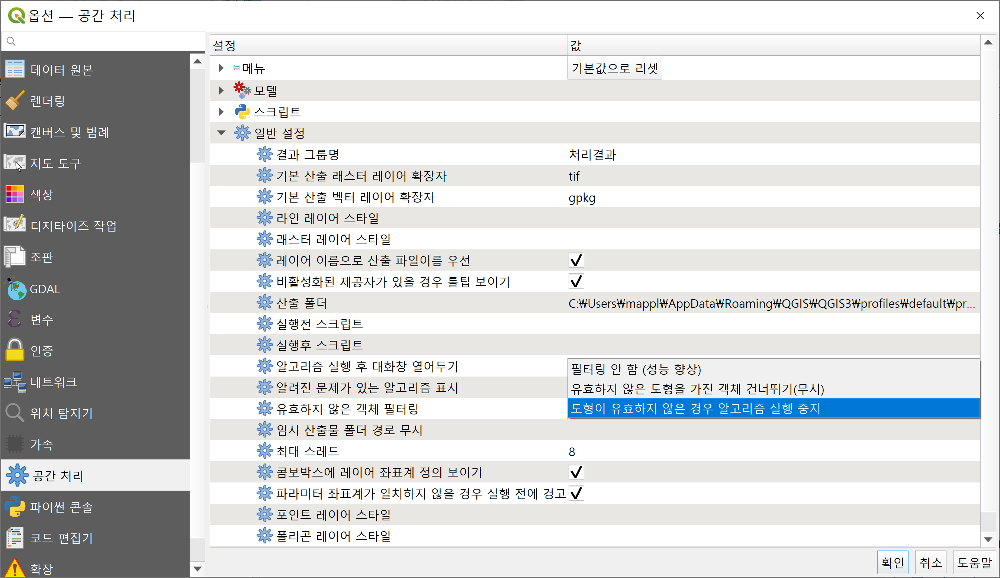 옵션 — 공간 처리
데이터 원본
렌더링
캔버스 및 범례
지도 도구
색상
디지타이즈 작업
조판
GDAL
변수
인증
네트워크
위치 탐지기
가속
공간 처리
파이썬 콘솔
코드 편집기
확장
설정 값
메뉴 기본값으로 리셋
모델
스크립트
일반 설정
결과 그룹명 처리결과
기본 산출 래스터 레이어 확장자 tif
기본 산출 벡터 레이어 확장자 gpkg
라인 레이어 스타일
래스터 레이어 스타일
레이어 이름으로 산출 파일이름 우선
비활성화된 제공자가 있을 경우 툴팁 보이기
산출 폴더 C:₩Users₩mappl₩AppData₩Roaming₩QGIS₩QGIS3₩profiles₩default₩pr...
실행전 스크립트
실행후 스크립트
알고리즘 실행 후 대화창 열어두기 필터링 안 함 (성능 향상)
알려진 문제가 있는 알고리즘 표시 유효하지 않은 도형을 가진 객체 건너뛰기(무시)
유효하지 않은 객체 필터링 도형이 유효하지 않은 경우 알고리즘 실행 중지
임시 산출물 폴더 경로 무시
최대 스레드 8
콤보박스에 레이어 좌표계 정의 보이기
파라미터 좌표계가 일치하지 않을 경우 실행 전에 경고
포인트 레이어 스타일
폴리곤 레이어 스타일
확인 취소 도움말